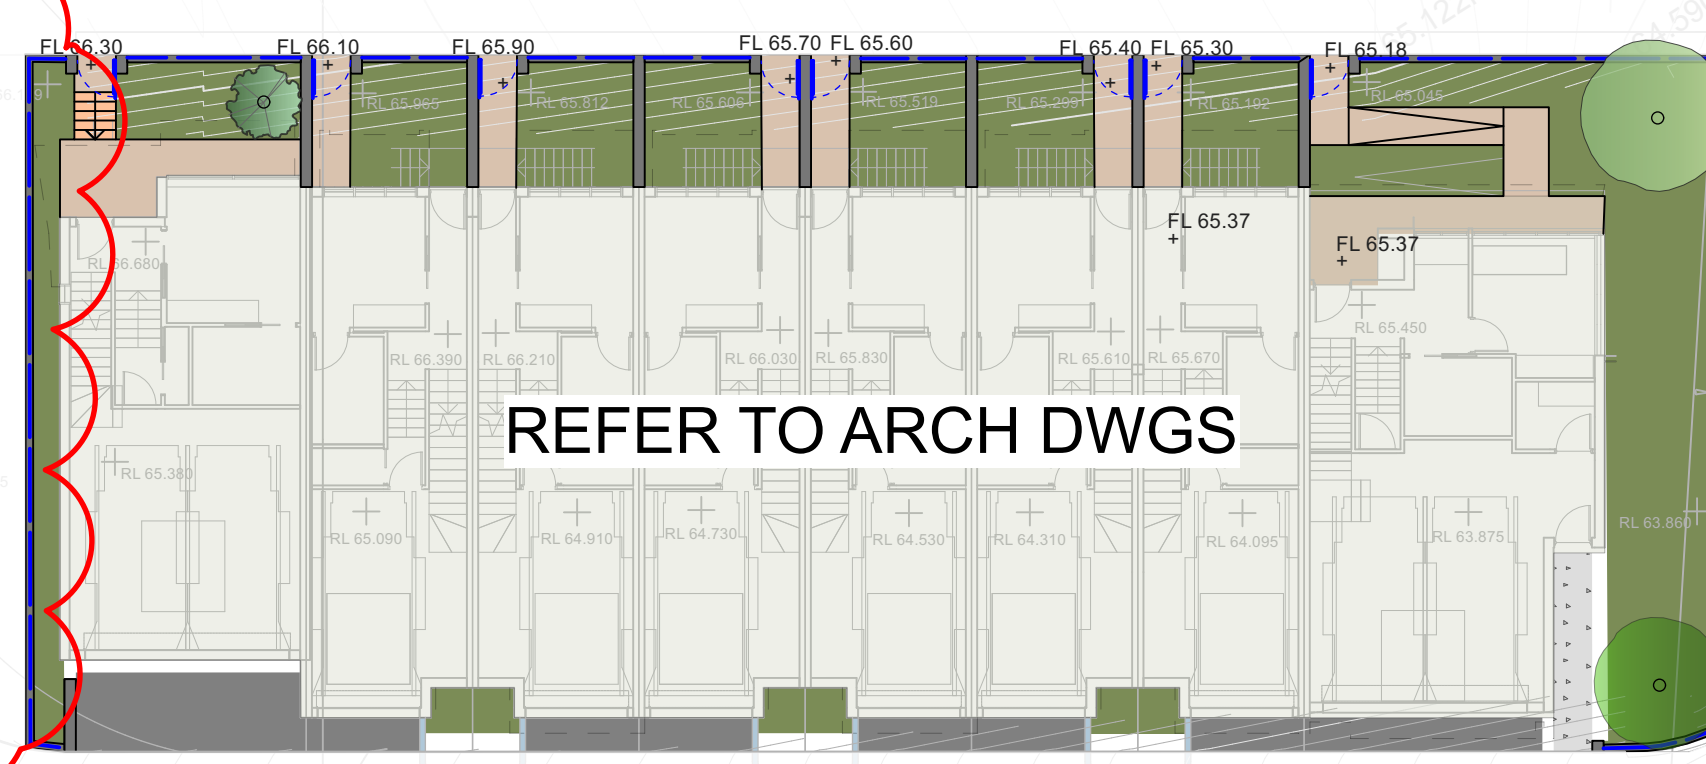 65.122
64.59
FL 66.30
FL 66.10
FL 65.90
FL 65.70
FL 65.60
FL 65.40
FL 65.30
FL 65.18
RL 65.965
RL 65.812
RL 65.606
RL 65.519
RL 65.299
RL 65.192
RL 65.045
FL 65.37
FL 65.37
RL 66.680
RL 65.450
RL 66.390
RL 66.210
RL 66.030
RL 65.830
RL 65.610
RL 65.670
REFER TO ARCH DWGS
RL 65.380
RL 65.090
RL 64.910
RL 64.730
RL 64.530
RL 64.310
RL 64.095
RL 63.875
RL 63.860